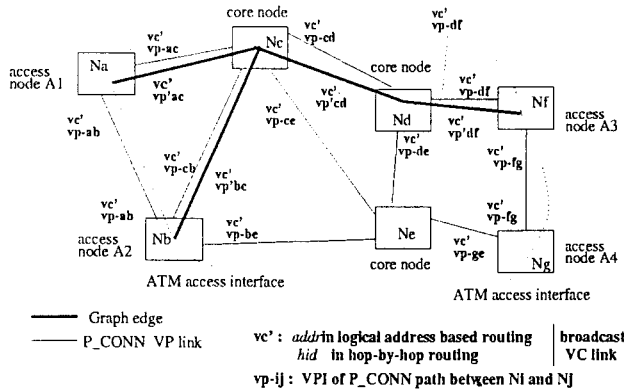 core node
vc'
vp-ac
Nc
vc'
vp-cd
vc'
vp-df
core node
access
node A1
Na
vc'
vp'ac
vc'
vp-ce
vc'
vp'cd
Nd
vc'
vp-df
vc'
vp'df
Nf
access
node A3
vc'
vp-ab
vc'
vp-cb
vc'
vp'bc
vc'
vp-de
vc'
vp-fg
vc'
vp-ab
access
node A2
Nb
vc'
vp-be
Ne
core node
vc'
vp-ge
vc'
vp-fg
Ng
access
node A4
ATM access interface
ATM access interface
Graph edge
P_CONN VP link
vc' : addr in logical address based routing
hid in hop-by-hop routing
broadcast
VC link
vp-ij : VPI of P_CONN path between Ni and Nj